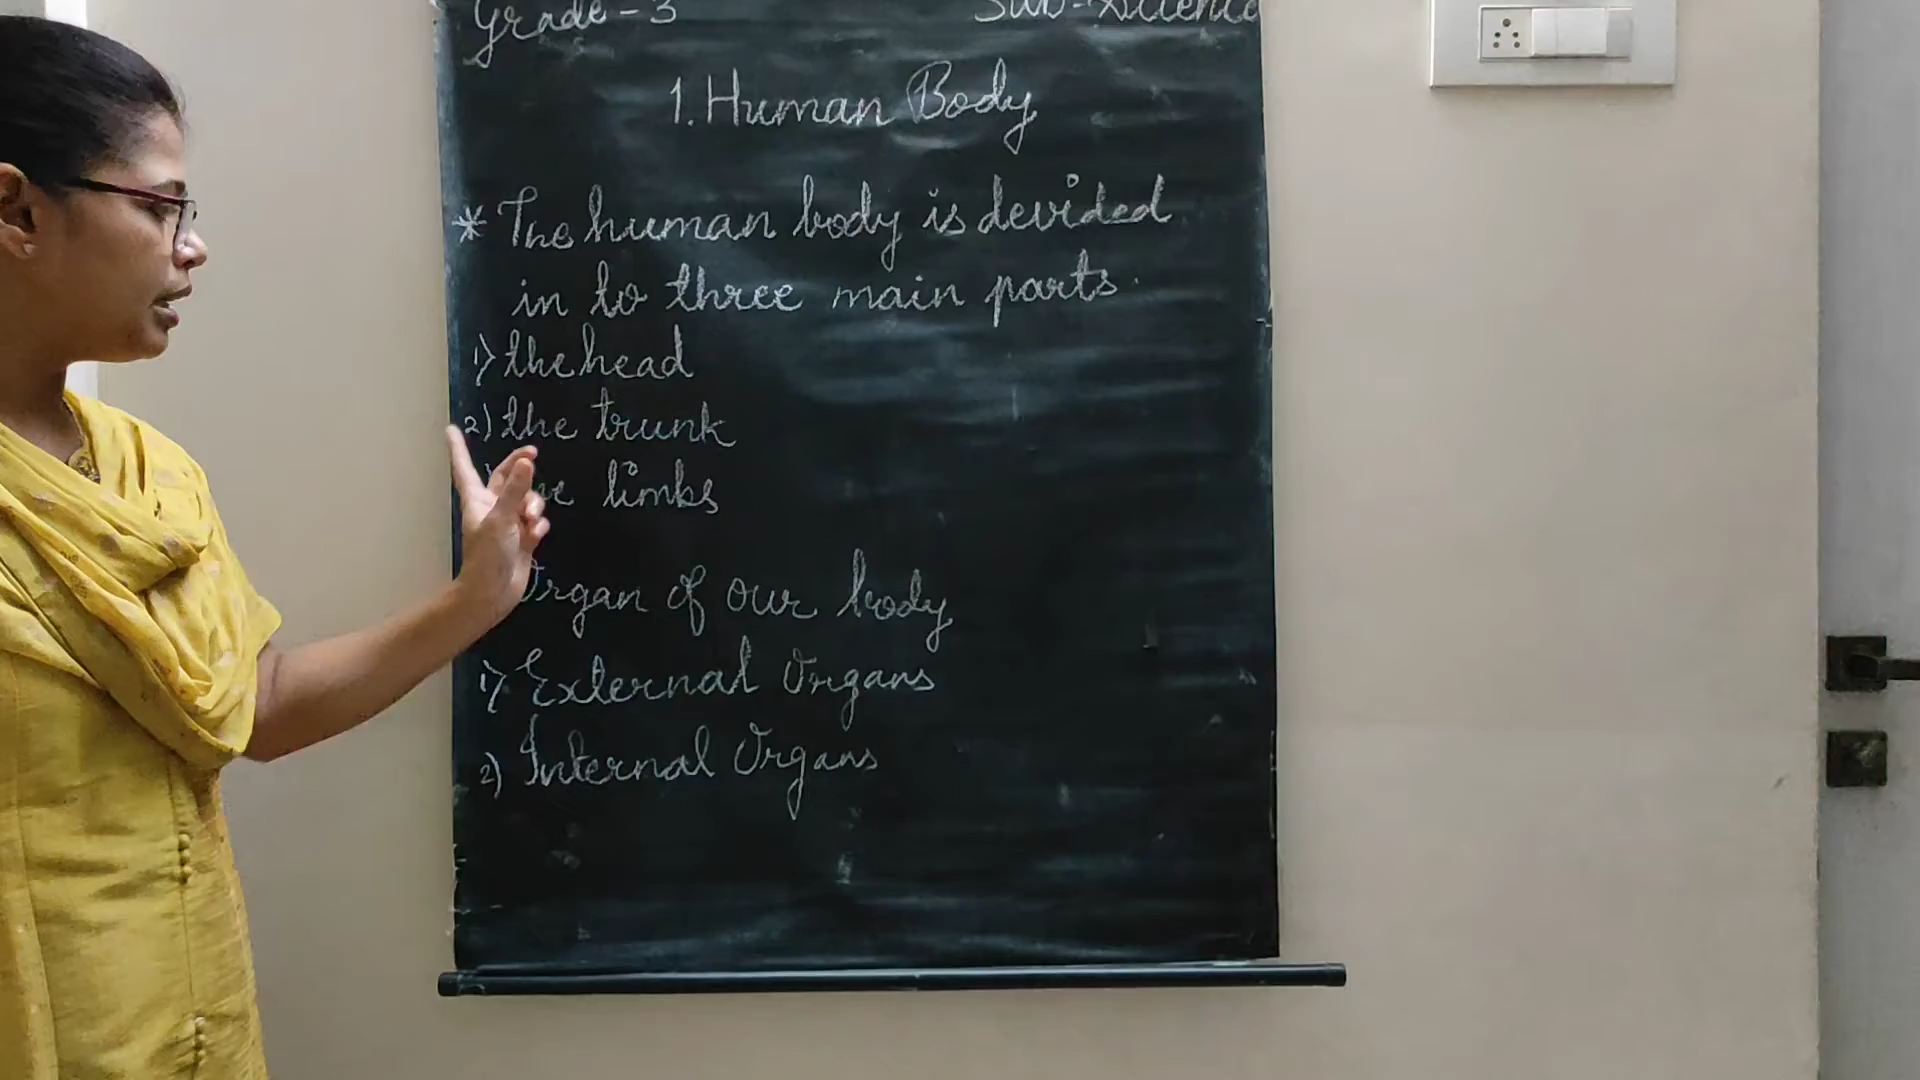 Grade - 3 Sub - Science
1. Human Body
* The human body is devided
in to three main parts.
1) the head
2) the trunk
limbs
Organ of our body
1) External Organs
2) Internal Organs